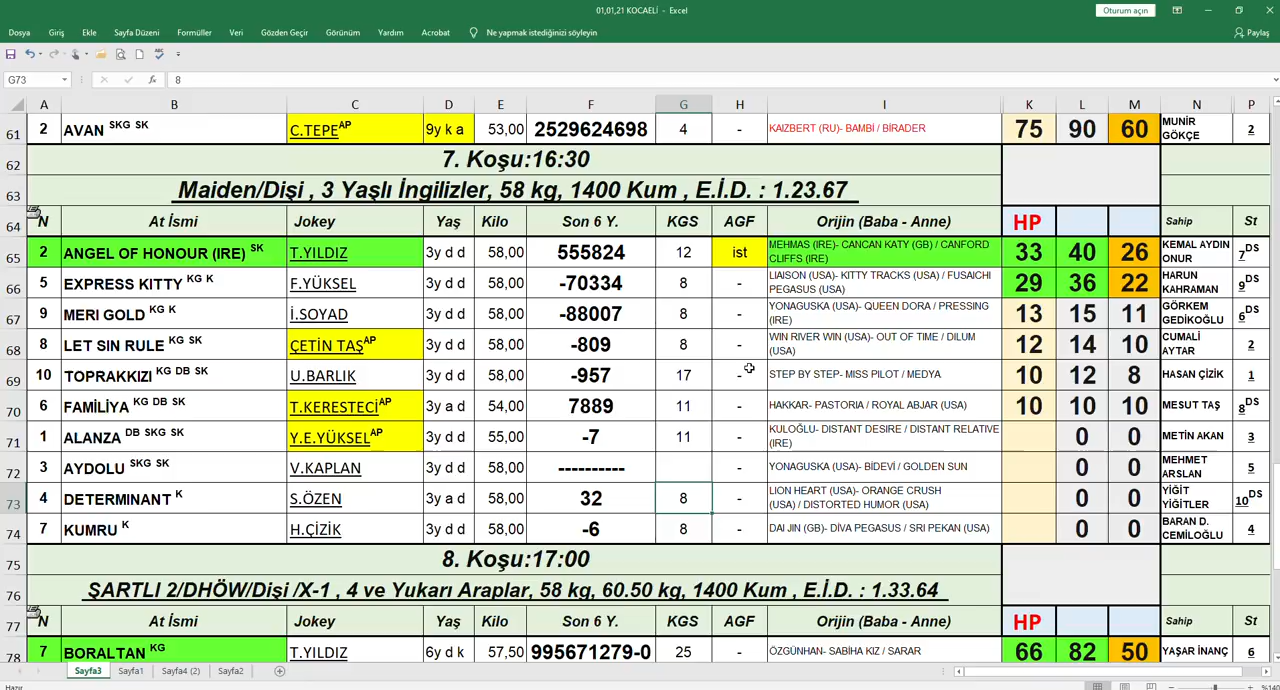 01,01,21 KOCAELİ - Excel
Oturum açın
Dosya Giriş Ekle Sayfa Düzeni Formüller Veri Gözden Geçir Görünüm Yardım Acrobat Ne yapmak istediğinizi söyleyin Paylaş
G73 fx 8
A B C D E F G H I K L M N P
61 2 AVAN SKG SK C.TEPE AP 9y k a 53,00 2529624698 4 - KAIZBERT (RU)- BAMBİ / BİRADER 75 90 60 MUNİR GÖKÇE 2
62 7. Koşu:16:30
63 Maiden/Dişi , 3 Yaşlı İngilizler, 58 kg, 1400 Kum , E.İ.D. : 1.23.67
64 N At İsmi Jokey Yaş Kilo Son 6 Y. KGS AGF Orijin (Baba - Anne) HP Sahip St
65 2 ANGEL OF HONOUR (IRE) SK T.YILDIZ 3y d d 58,00 555824 12 ist MEHMAS (IRE)- CANCAN KATY (GB) / CANFORD CLIFFS (IRE) 33 40 26 KEMAL AYDIN ONUR 7 DS
66 5 EXPRESS KITTY KG K F.YÜKSEL 3y d d 58,00 -70334 8 - LIAISON (USA)- KITTY TRACKS (USA) / FUSAICHI PEGASUS (USA) 29 36 22 HARUN KAHRAMAN 9 DS
67 9 MERI GOLD KG K İ.SOYAD 3y d d 58,00 -88007 8 - YONAGUSKA (USA)- QUEEN DORA / PRESSING (IRE) 13 15 11 GÖRKEM GEDİKOĞLU 6 DS
68 8 LET SIN RULE KG SK ÇETİN TAŞ AP 3y d d 58,00 -809 8 - WIN RIVER WIN (USA)- OUT OF TIME / DILUM (USA) 12 14 10 CUMALİ AYTAR 2
69 10 TOPRAKKIZI KG DB SK U.BARLIK 3y d d 58,00 -957 17 - STEP BY STEP- MISS PILOT / MEDYA 10 12 8 HASAN ÇİZİK 1
70 6 FAMİLİYA KG DB SK T.KERESTECİ AP 3y a d 54,00 7889 11 - HAKKAR- PASTORIA / ROYAL ABJAR (USA) 10 10 10 MESUT TAŞ 8 DS
71 1 ALANZA DB SKG SK Y.E.YÜKSEL AP 3y d d 55,00 -7 11 - KULOĞLU- DISTANT DESIRE / DISTANT RELATIVE (IRE) 0 0 METİN AKAN 3
72 3 AYDOLU SKG SK V.KAPLAN 3y d d 58,00 ---------- - YONAGUSKA (USA)- BİDEVİ / GOLDEN SUN 0 0 MEHMET ARSLAN 5
73 4 DETERMINANT K S.ÖZEN 3y a d 58,00 32 8 - LION HEART (USA)- ORANGE CRUSH (USA) / DISTORTED HUMOR (USA) 0 0 YİĞİT YİĞİTLER 10 DS
74 7 KUMRU K H.ÇİZİK 3y d d 58,00 -6 8 - DAI JIN (GB)- DİVA PEGASUS / SRI PEKAN (USA) 0 0 BARAN D. CEMİLOĞLU 4
75 8. Koşu:17:00
76 ŞARTLI 2/DHÖW/Dişi /X-1 , 4 ve Yukarı Araplar, 58 kg, 60.50 kg, 1400 Kum , E.İ.D. : 1.33.64
77 N At İsmi Jokey Yaş Kilo Son 6 Y. KGS AGF Orijin (Baba - Anne) HP Sahip St
78 7 BORALTAN KG T.YILDIZ 6y d k 57,50 995671279-0 25 - ÖZGÜNHAN- SABİHA KIZ / SARAR 66 82 50 YAŞAR İNANÇ 6
Sayfa3 Sayfa1 Sayfa4 (2) Sayfa2
Hazır %140